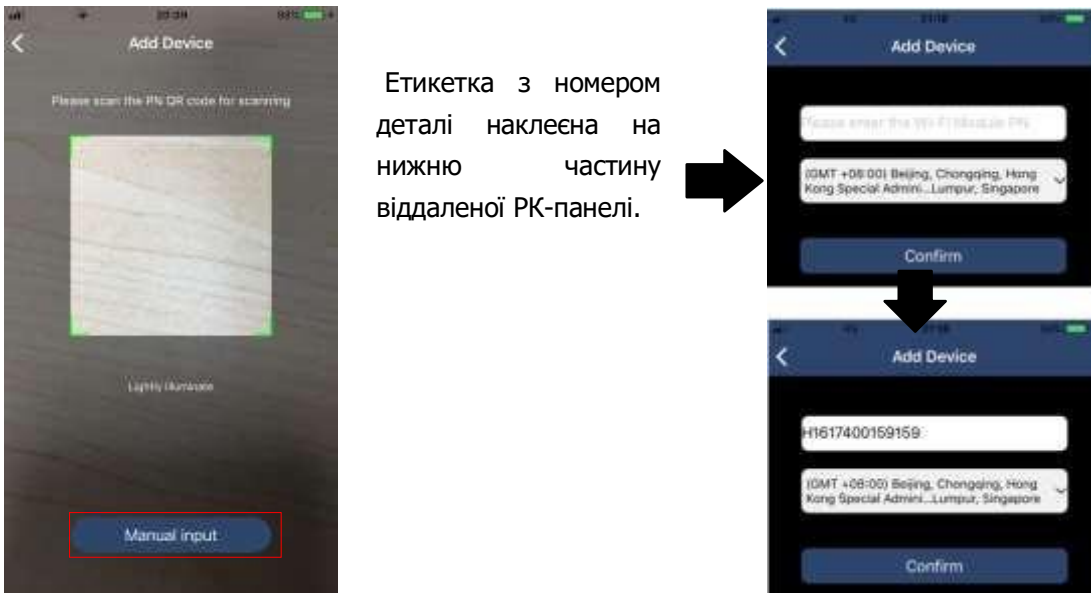 20:39
93%
Add Device
Please scan the PN QR code for scanning
Lightly illuminate
Manual input
Етикетка з номером
деталі наклеєна на
нижню частину
віддаленої РК-панелі.
Add Device
Please enter the Wi-Fi Module PN
(GMT +08:00) Beijing, Chongqing, Hong
Kong Special Admini...Lumpur, Singapore
Confirm
Add Device
H1617400159159
(GMT +08:00) Beijing, Chongqing, Hong
Kong Special Admini...Lumpur, Singapore
Confirm